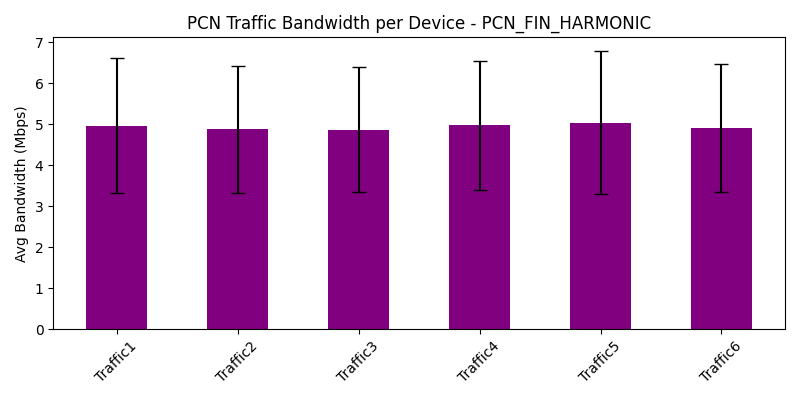 PCN Traffic Bandwidth per Device - PCN_FIN_HARMONIC
Avg Bandwidth (Mbps)
7
6
5
4
3
2
1
0
Traffic1
Traffic2
Traffic3
Traffic4
Traffic5
Traffic6